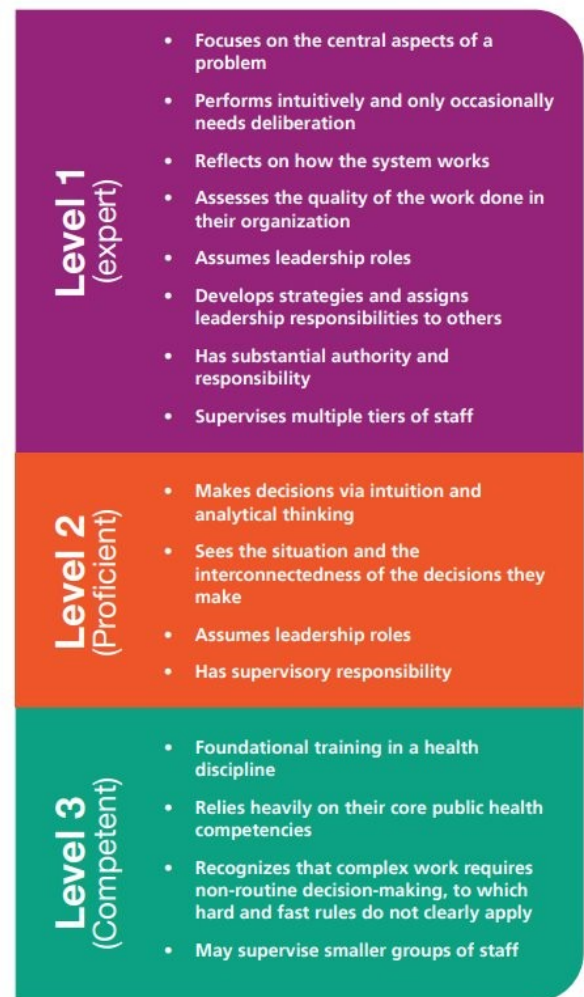 Level 1
(expert)
• Focuses on the central aspects of a
problem
• Performs intuitively and only occasionally
needs deliberation
• Reflects on how the system works
• Assesses the quality of the work done in
their organization
• Assumes leadership roles
• Develops strategies and assigns
leadership responsibilities to others
• Has substantial authority and
responsibility
• Supervises multiple tiers of staff
Level 2
(Proficient)
• Makes decisions via intuition and
analytical thinking
• Sees the situation and the
interconnectedness of the decisions they
make
• Assumes leadership roles
• Has supervisory responsibility
Level 3
(Competent)
• Foundational training in a health
discipline
• Relies heavily on their core public health
competencies
• Recognizes that complex work requires
non-routine decision-making, to which
hard and fast rules do not clearly apply
• May supervise smaller groups of staff